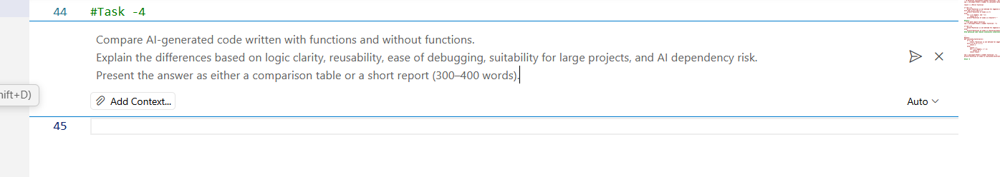 44 #Task -4
Compare AI-generated code written with functions and without functions.
Explain the differences based on logic clarity, reusability, ease of debugging, suitability for large projects, and AI dependency risk.
Present the answer as either a comparison table or a short report (300–400 words).
hift+D)
Add Context...
Auto
45